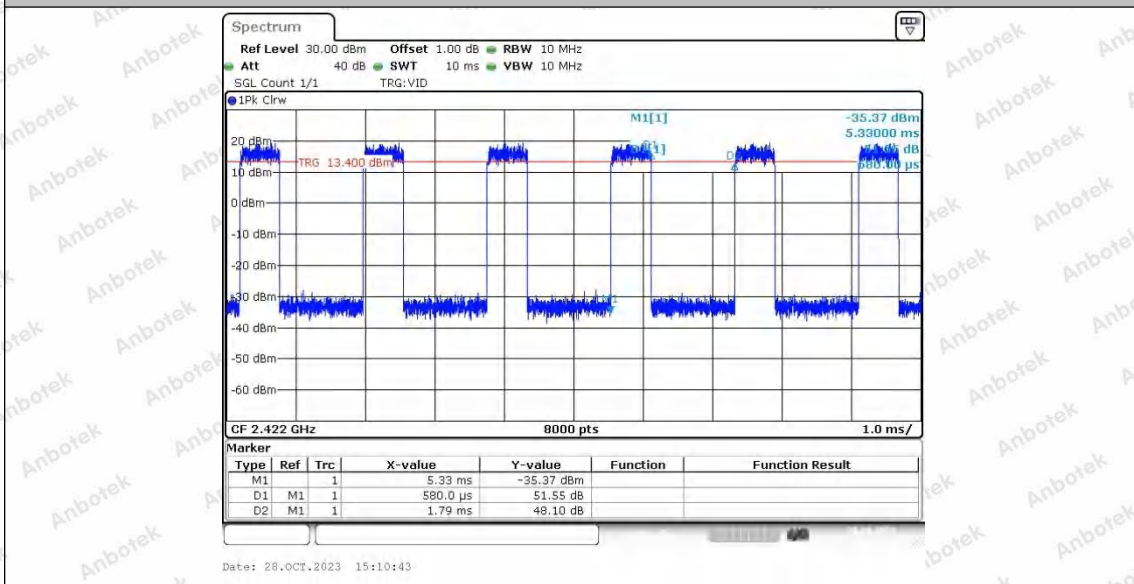 Spectrum
Ref Level 30.00 dBm Offset 1.00 dB RBW 10 MHz
Att 40 dB SWT 10 ms VBW 10 MHz
SGL Count 1/1 TRG:VID
1Pk Clrw
M1[1] -35.37 dBm
5.33000 ms
20 dBm
TRG 13.400 dBm
10 dBm
0 dBm
-10 dBm
-20 dBm
-30 dBm
-40 dBm
-50 dBm
-60 dBm
CF 2.422 GHz 8000 pts 1.0 ms/
Marker
Type Ref Trc X-value Y-value Function Function Result
M1 1 5.33 ms -35.37 dBm
D1 M1 1 580.0 µs 51.55 dB
D2 M1 1 1.79 ms 48.10 dB
Date: 28.OCT.2023 15:10:43
Anbotek